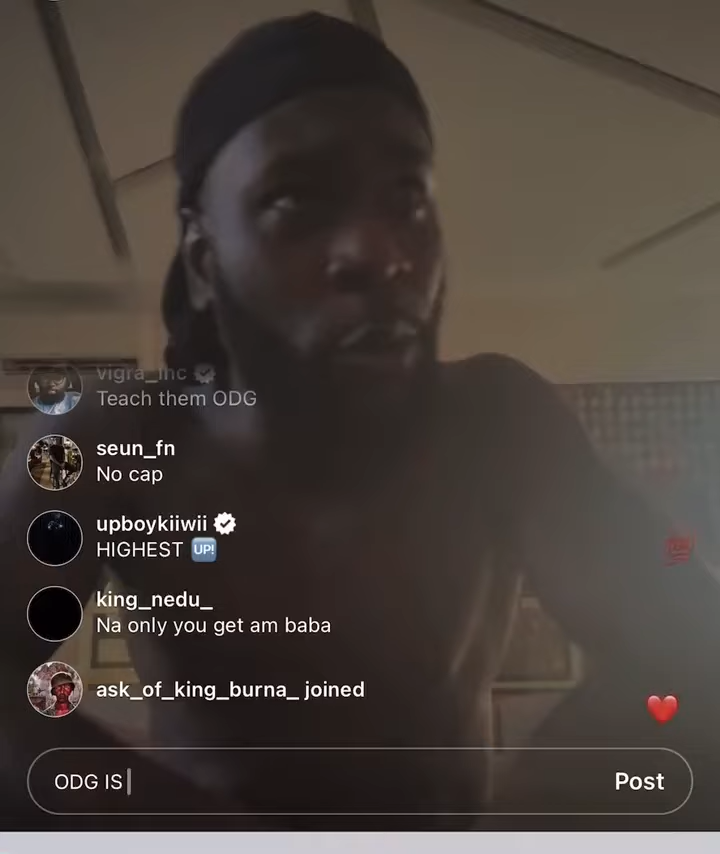 vigra_inc
Teach them ODG
seun_fn
No cap
upboykiiwii
HIGHEST 🆙
king_nedu_
Na only you get am baba
ask_of_king_burna_ joined
ODG IS
Post